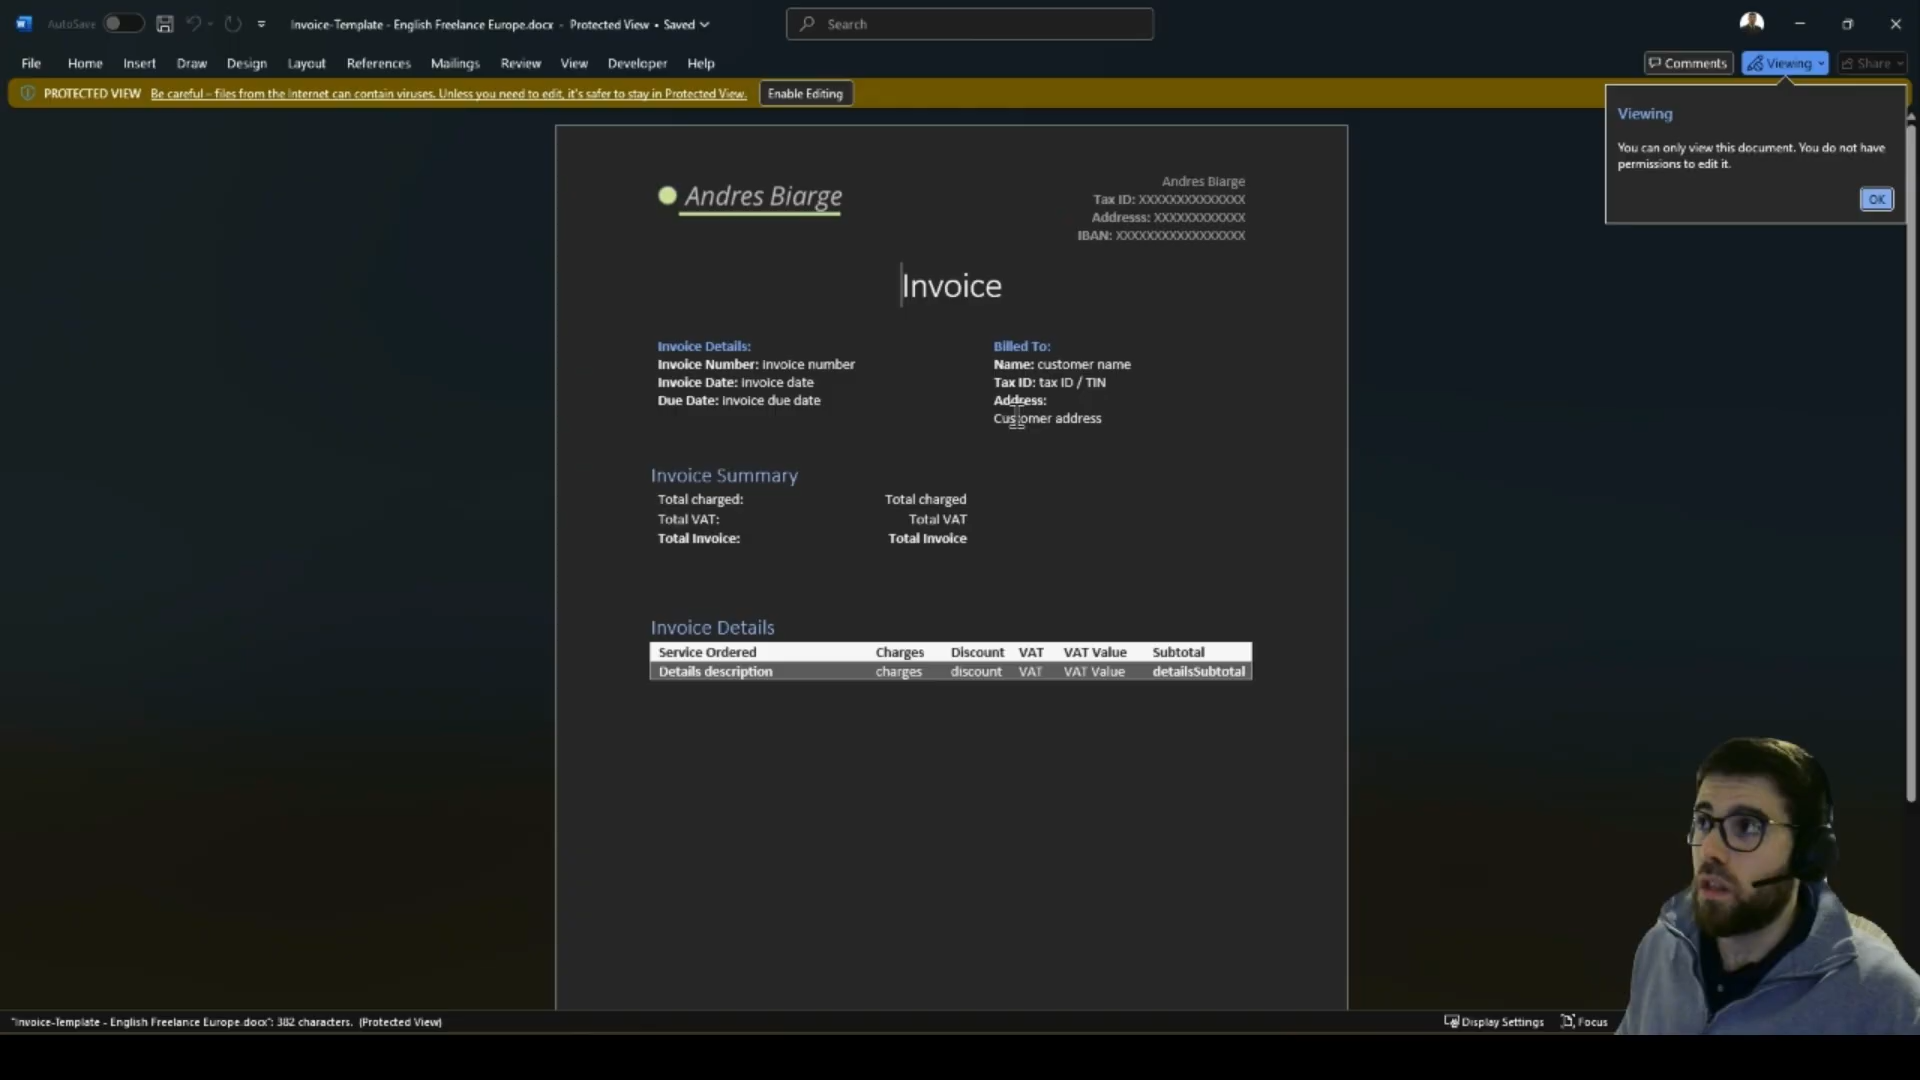 AutoSave
Invoice-Template - English Freelance Europe.docx - Protected View • Saved
Search
File Home Insert Draw Design Layout References Mailings Review View Developer Help
Comments Viewing Share
PROTECTED VIEW Be careful – files from the Internet can contain viruses. Unless you need to edit, it's safer to stay in Protected View. Enable Editing
Viewing
You can only view this document. You do not have
permissions to edit it.
OK
Andres Biarge
Andres Biarge
Tax ID: XXXXXXXXXXXXXX
Addresss: XXXXXXXXXXXX
IBAN: XXXXXXXXXXXXXXXXX
Invoice
Invoice Details:
Invoice Number: invoice number
Invoice Date: invoice date
Due Date: invoice due date
Billed To:
Name: customer name
Tax ID: tax ID / TIN
Address:
Customer address
Invoice Summary
Total charged: Total charged
Total VAT: Total VAT
Total Invoice: Total Invoice
Invoice Details
Service Ordered Charges Discount VAT VAT Value Subtotal
Details description charges discount VAT VAT Value detailsSubtotal
"Invoice-Template - English Freelance Europe.docx": 382 characters. (Protected View)
Display Settings Focus